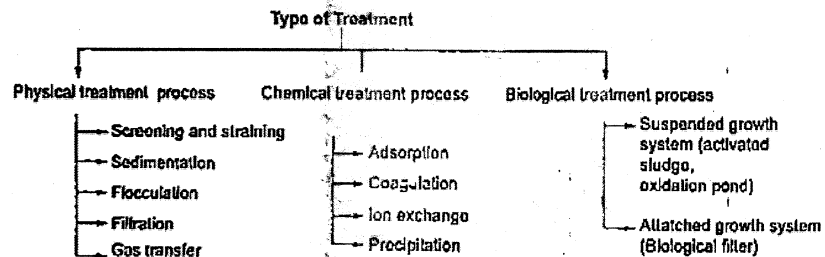 Type of Treatment
Physical treatment process
Chemical treatment process
Biological treatment process
Screening and straining
Sedimentation
Flocculation
Filtration
Gas transfer
Adsorption
Coagulation
Ion exchange
Precipitation
Suspended growth
system (activated
sludge,
oxidation pond)
Attatched growth system
(Biological filter)